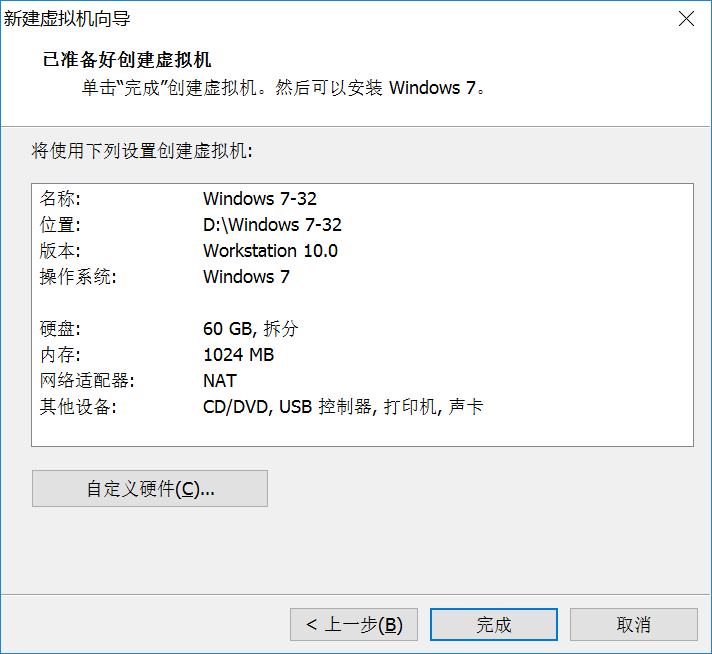 新建虚拟机向导
已准备好创建虚拟机
单击“完成”创建虚拟机。然后可以安装 Windows 7。
将使用下列设置创建虚拟机:
名称: Windows 7-32
位置: D:\Windows 7-32
版本: Workstation 10.0
操作系统: Windows 7
硬盘: 60 GB, 拆分
内存: 1024 MB
网络适配器: NAT
其他设备: CD/DVD, USB 控制器, 打印机, 声卡
自定义硬件(C)...
< 上一步(B) 完成 取消